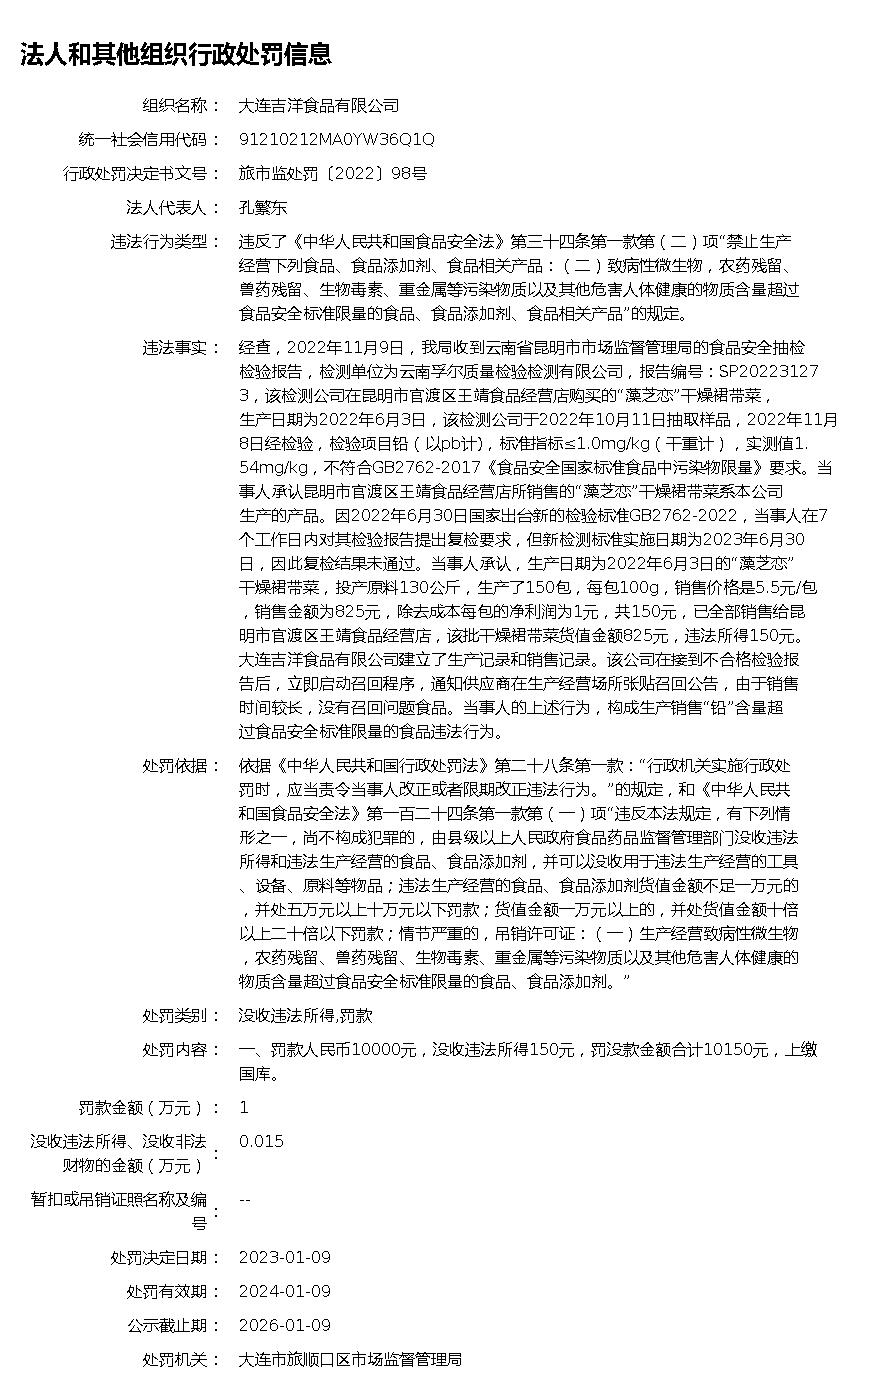 法人和其他组织行政处罚信息
组织名称： 大连吉洋食品有限公司
统一社会信用代码： 91210212MA0YW36Q1Q
行政处罚决定书文号： 旅市监处罚〔2022〕98号
法人代表人： 孔繁东
违法行为类型： 违反了《中华人民共和国食品安全法》第三十四条第一款第（二）项“禁止生产
经营下列食品、食品添加剂、食品相关产品：（二）致病性微生物，农药残留、
兽药残留、生物毒素、重金属等污染物质以及其他危害人体健康的物质含量超过
食品安全标准限量的食品、食品添加剂、食品相关产品”的规定。
违法事实： 经查，2022年11月9日，我局收到云南省昆明市市场监督管理局的食品安全抽检
检验报告，检测单位为云南孚尔质量检验检测有限公司，报告编号：SP20223127
3，该检测公司在昆明市官渡区王靖食品经营店购买的“藻芝恋”干燥裙带菜，
生产日期为2022年6月3日，该检测公司于2022年10月11日抽取样品，2022年11月
8日经检验，检验项目铅（以pb计)，标准指标≤1.0mg/kg（干重计），实测值1.
54mg/kg，不符合GB2762-2017《食品安全国家标准食品中污染物限量》要求。当
事人承认昆明市官渡区王靖食品经营店所销售的“藻芝恋”干燥裙带菜系本公司
生产的产品。因2022年6月30日国家出台新的检验标准GB2762-2022，当事人在7
个工作日内对其检验报告提出复检要求，但新检测标准实施日期为2023年6月30
日，因此复检结果未通过。当事人承认，生产日期为2022年6月3日的“藻芝恋”
干燥裙带菜，投产原料130公斤，生产了150包，每包100g，销售价格是5.5元/包
，销售金额为825元，除去成本每包的净利润为1元，共150元，已全部销售给昆
明市官渡区王靖食品经营店，该批干燥裙带菜货值金额825元，违法所得150元。
大连吉洋食品有限公司建立了生产记录和销售记录。该公司在接到不合格检验报
告后，立即启动召回程序，通知供应商在生产经营场所张贴召回公告，由于销售
时间较长，没有召回问题食品。当事人的上述行为，构成生产销售“铅”含量超
过食品安全标准限量的食品违法行为。
处罚依据： 依据《中华人民共和国行政处罚法》第二十八条第一款：“行政机关实施行政处
罚时，应当责令当事人改正或者限期改正违法行为。”的规定，和《中华人民共
和国食品安全法》第一百二十四条第一款第（一）项“违反本法规定，有下列情
形之一，尚不构成犯罪的，由县级以上人民政府食品药品监督管理部门没收违法
所得和违法生产经营的食品、食品添加剂，并可以没收用于违法生产经营的工具
、设备、原料等物品；违法生产经营的食品、食品添加剂货值金额不足一万元的
，并处五万元以上十万元以下罚款；货值金额一万元以上的，并处货值金额十倍
以上二十倍以下罚款；情节严重的，吊销许可证：（一）生产经营致病性微生物
，农药残留、兽药残留、生物毒素、重金属等污染物质以及其他危害人体健康的
物质含量超过食品安全标准限量的食品、食品添加剂。”
处罚类别： 没收违法所得,罚款
处罚内容： 一、罚款人民币10000元，没收违法所得150元，罚没款金额合计10150元，上缴
国库。
罚款金额（万元）： 1
没收违法所得、没收非法
财物的金额（万元）： 0.015
暂扣或吊销证照名称及编
号： --
处罚决定日期： 2023-01-09
处罚有效期： 2024-01-09
公示截止期： 2026-01-09
处罚机关： 大连市旅顺口区市场监督管理局